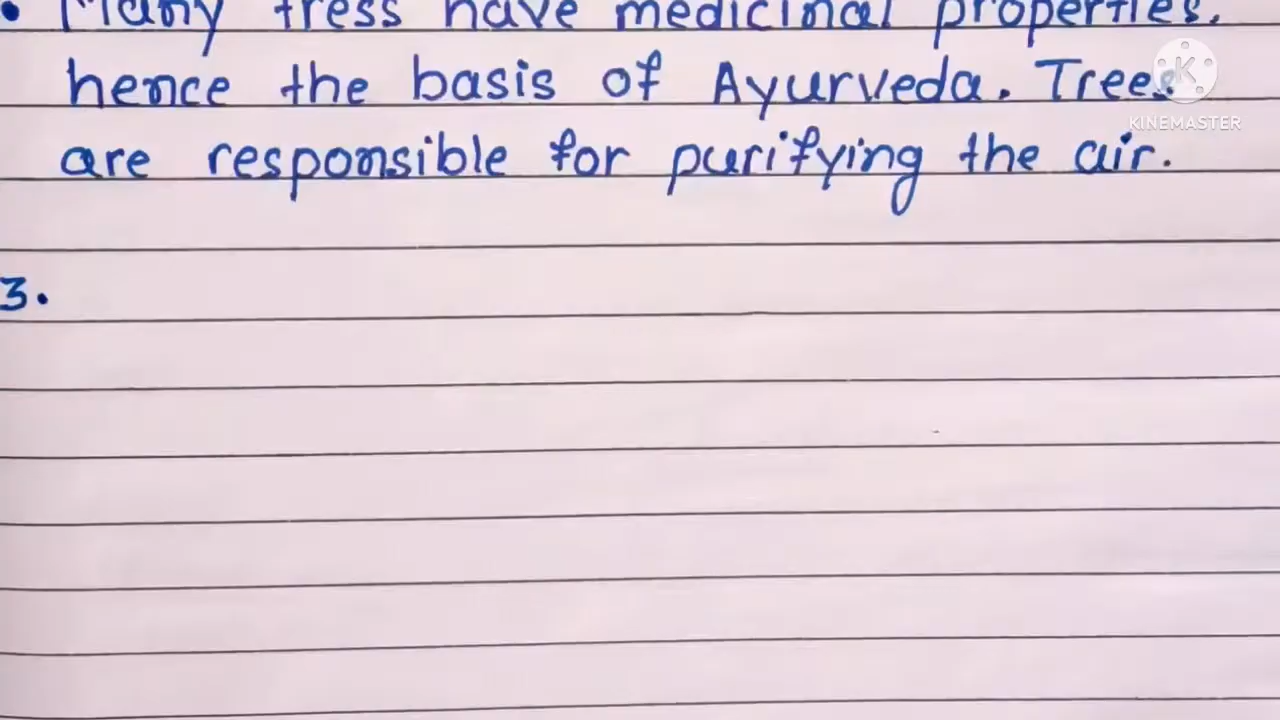 • Many tress have medicinal properties,
hence the basis of Ayurveda. Trees
are responsible for purifying the air.
3.
K
KINEMASTER